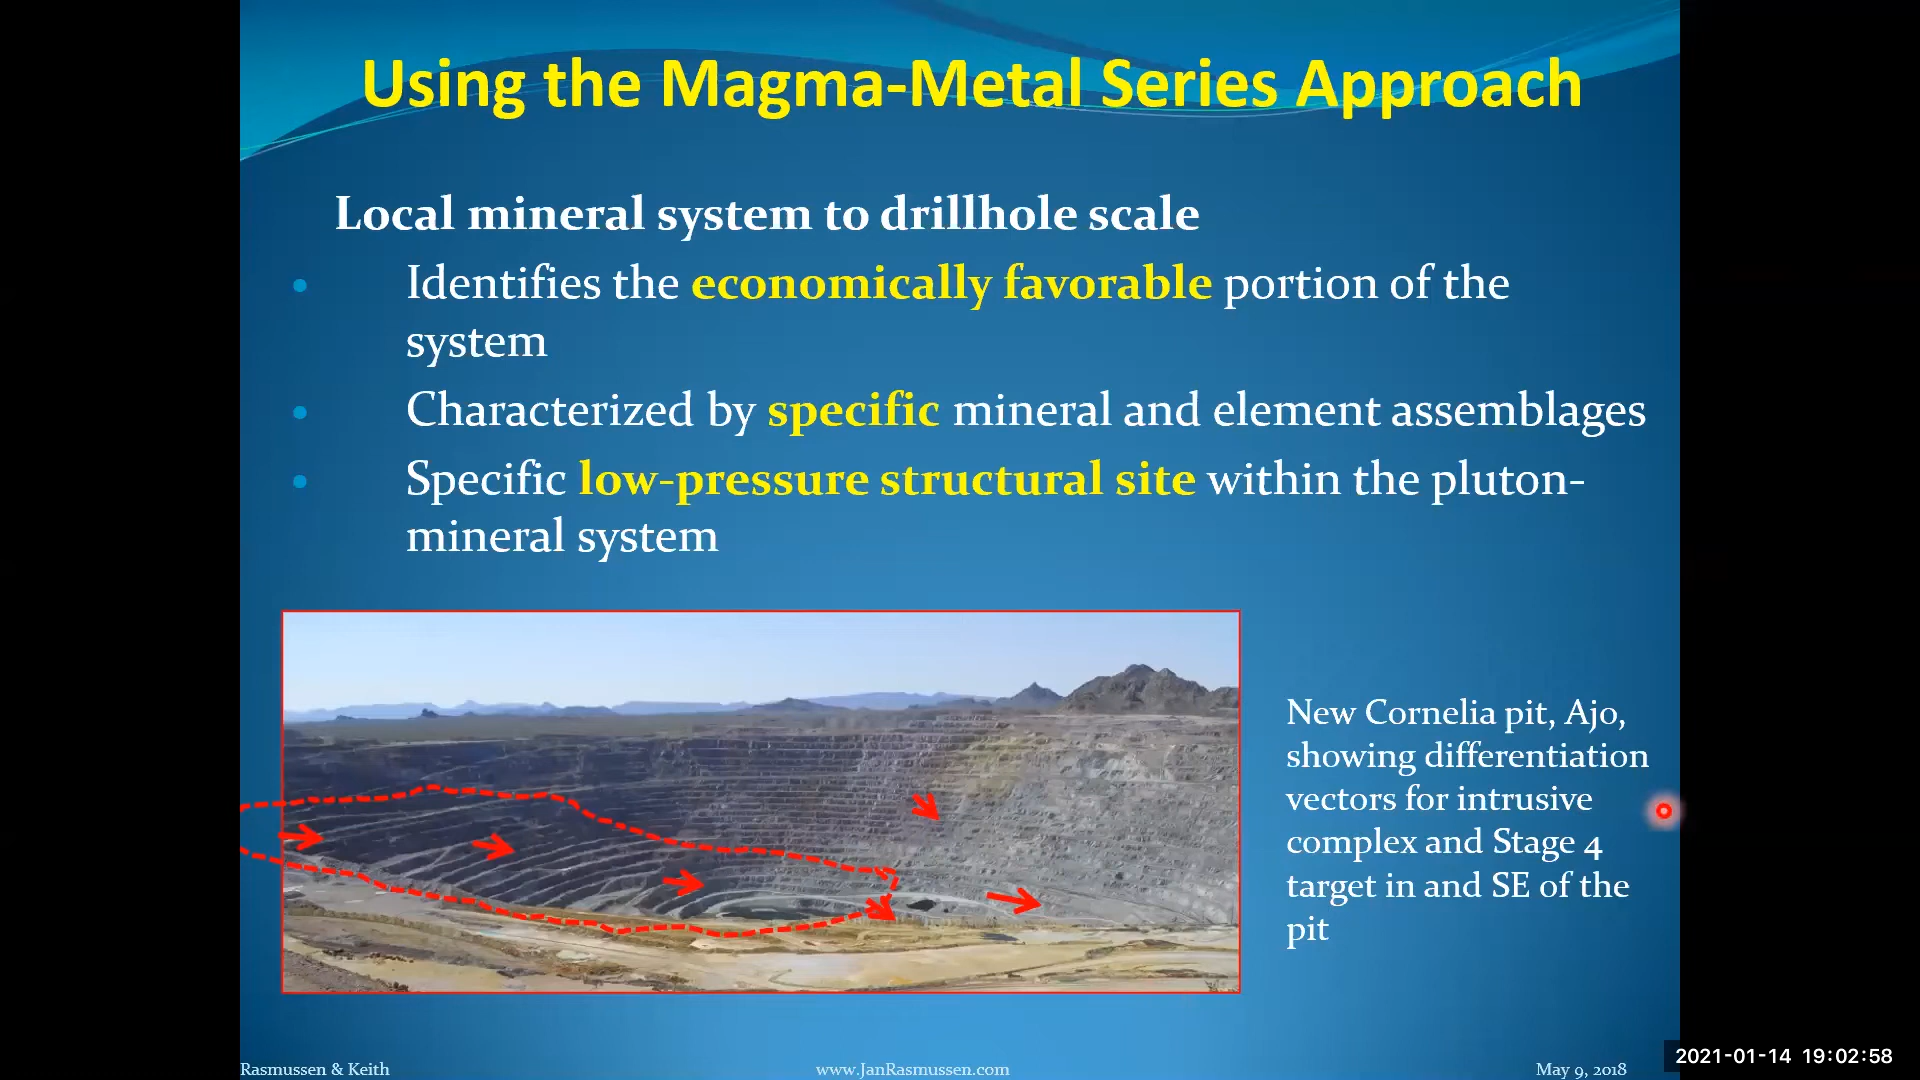 Using the Magma-Metal Series Approach
Local mineral system to drillhole scale
• Identifies the economically favorable portion of the
system
• Characterized by specific mineral and element assemblages
• Specific low-pressure structural site within the pluton-
mineral system
New Cornelia pit, Ajo,
showing differentiation
vectors for intrusive
complex and Stage 4
target in and SE of the
pit
Rasmussen & Keith
www.JanRasmussen.com
May 9, 2018
2021-01-14 19:02:58